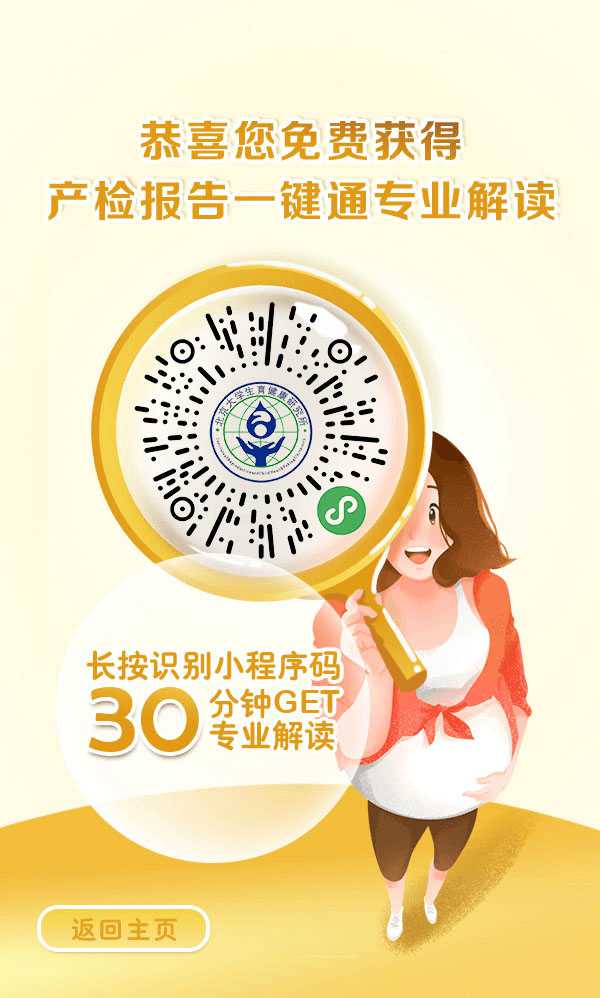 恭喜您免费获得
产检报告一键通专业解读
北京大学生育健康研究所
长按识别小程序码
30分钟GET
专业解读
返回主页